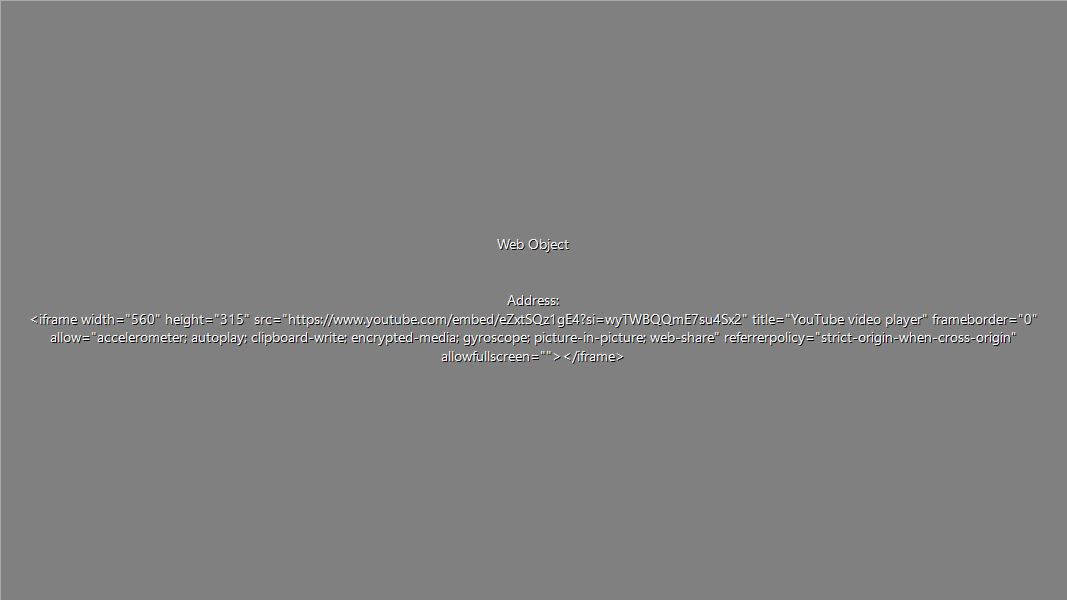 Web Object
Address:
<iframe width="560" height="315" src="https://www.youtube.com/embed/eZxtSQz1gE4?si=wyTWBQQmE7su4Sx2" title="YouTube video player" frameborder="0"
allow="accelerometer; autoplay; clipboard-write; encrypted-media; gyroscope; picture-in-picture; web-share" referrerpolicy="strict-origin-when-cross-origin"
allowfullscreen=""></iframe>